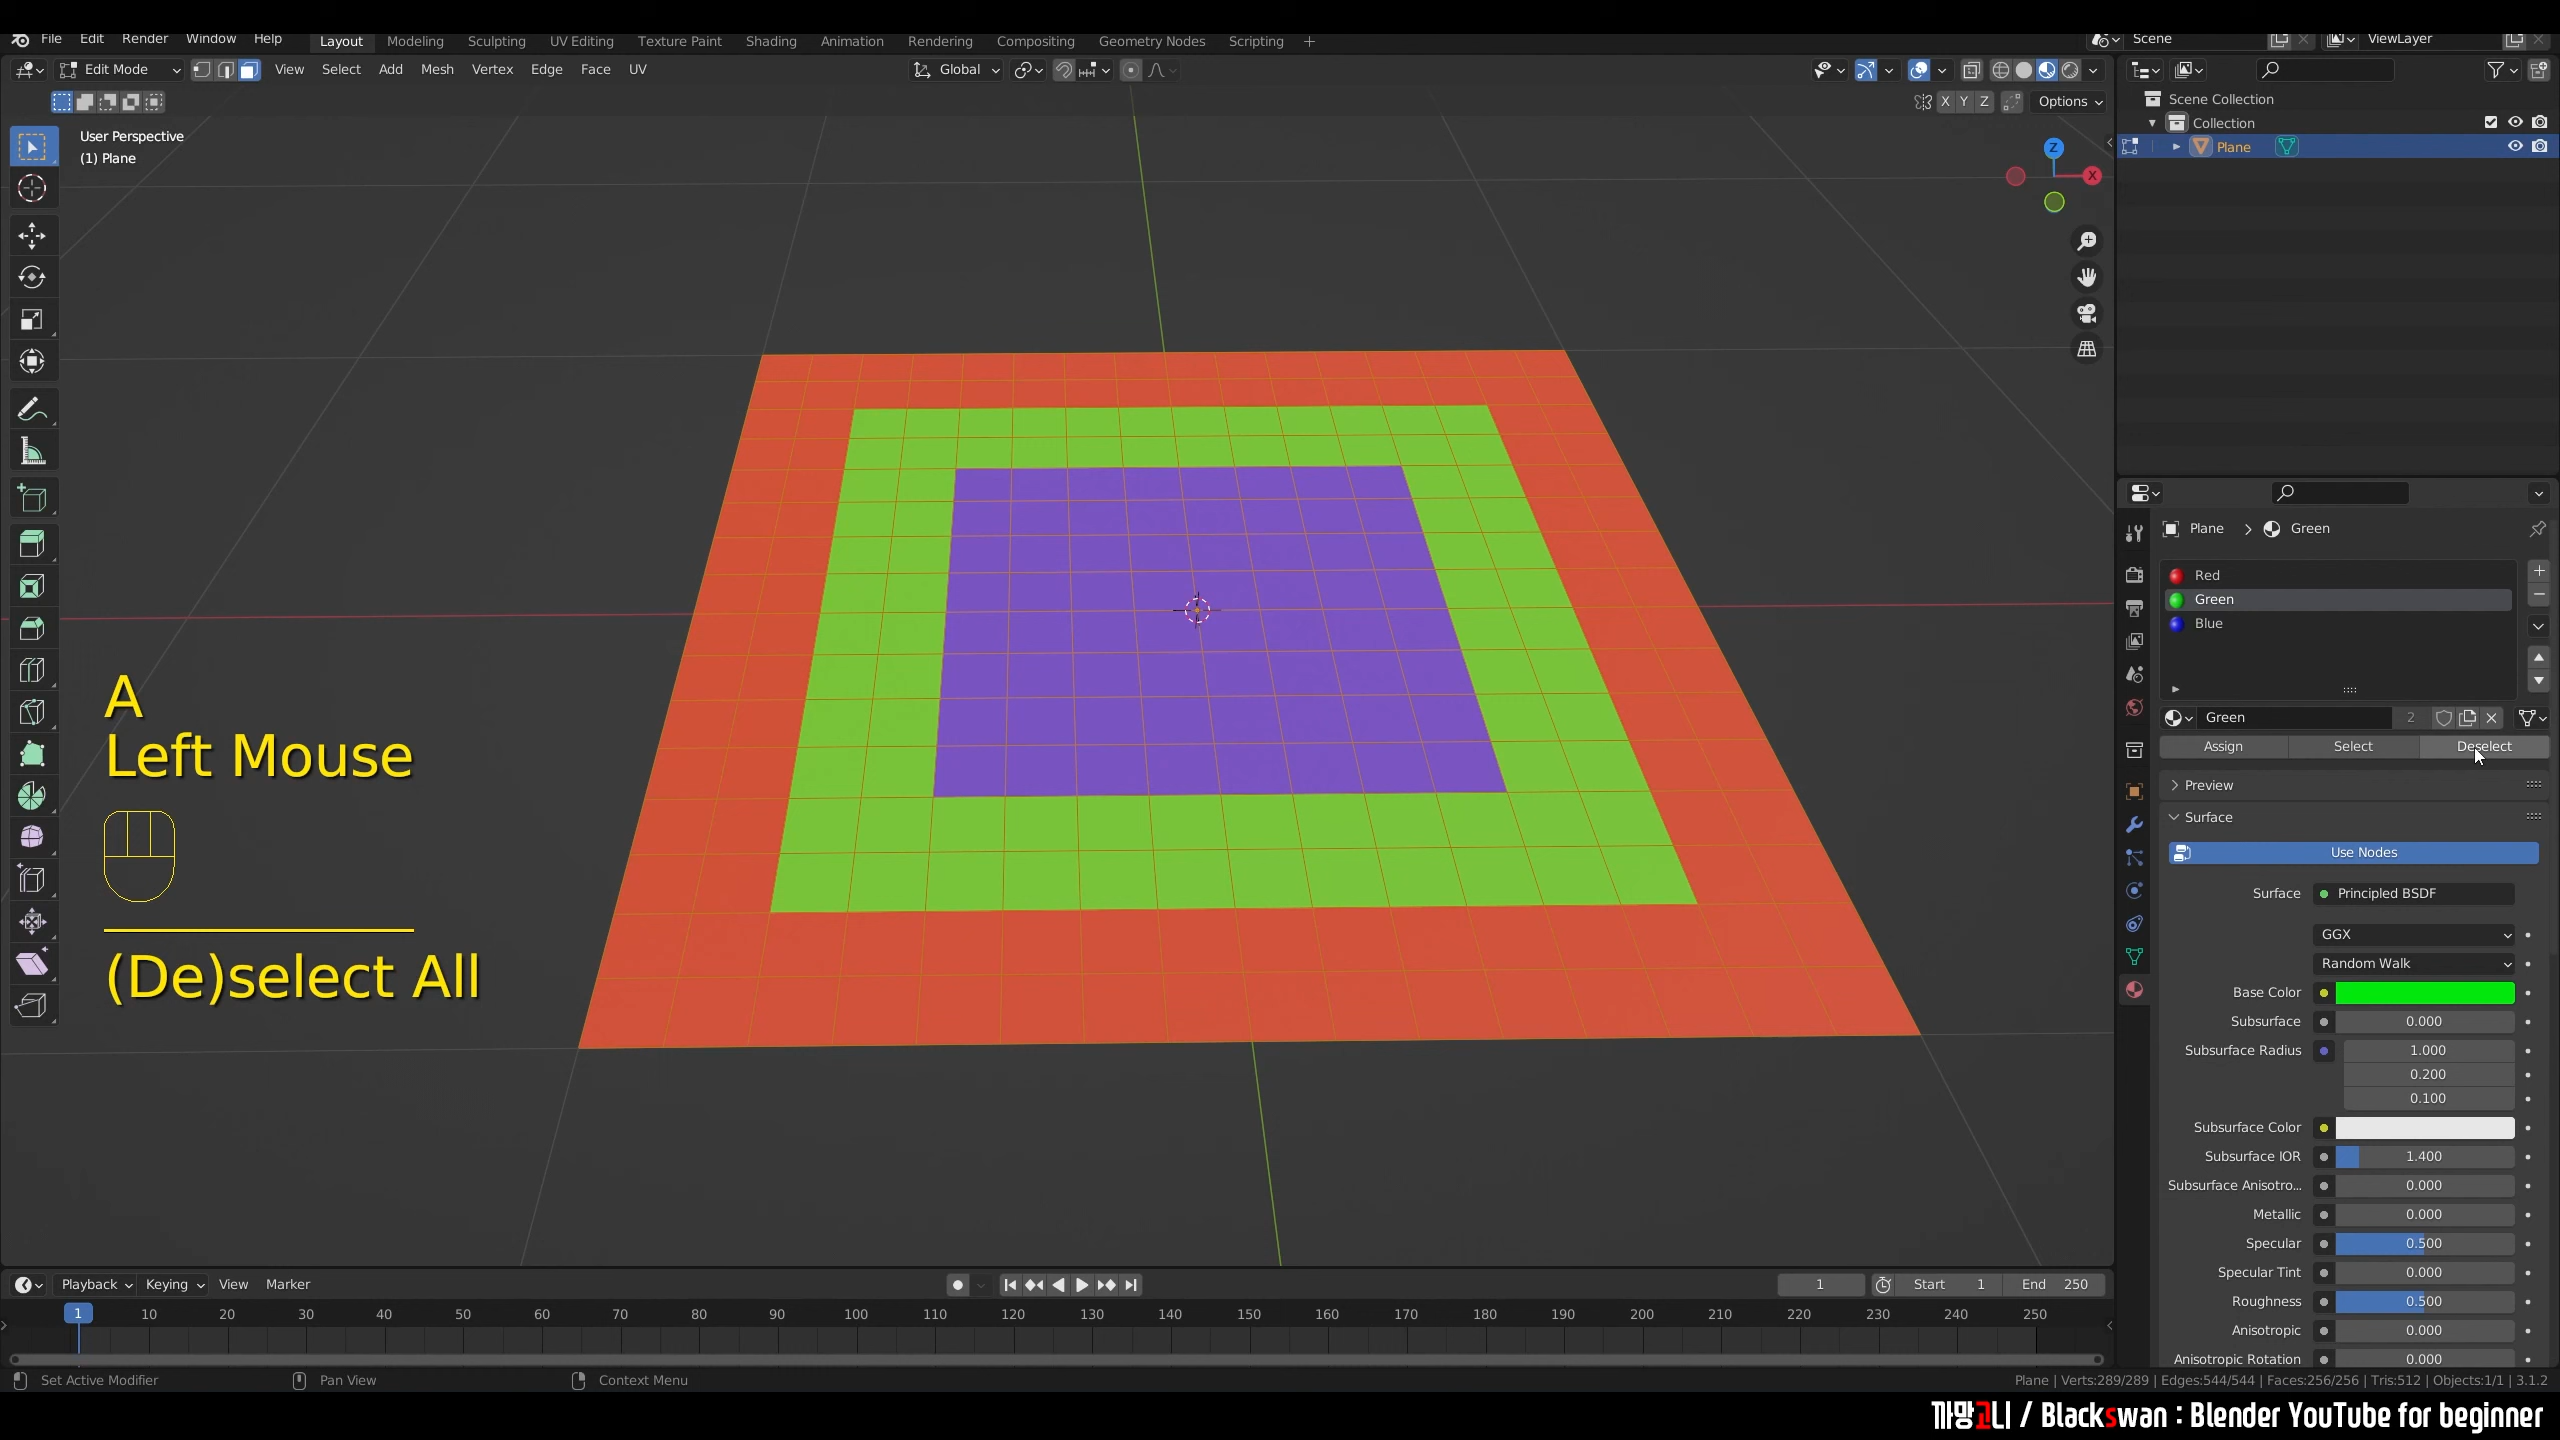 File Edit Render Window Help Layout Modeling Sculpting UV Editing Texture Paint Shading Animation Rendering Compositing Geometry Nodes Scripting + Scene ViewLayer
Edit Mode View Select Add Mesh Vertex Edge Face UV Global
X Y Z Options
User Perspective
(1) Plane
Z
X
Scene Collection
Collection
Plane
Plane > Green
Red
Green
Blue
Green 2
Assign Select Deselect
Preview
Surface
Use Nodes
Surface Principled BSDF
GGX
Random Walk
Base Color
Subsurface 0.000
Subsurface Radius 1.000
0.200
0.100
Subsurface Color
Subsurface IOR 1.400
Subsurface Anisotro... 0.000
Metallic 0.000
Specular 0.500
Specular Tint 0.000
Roughness 0.500
Anisotropic 0.000
Anisotropic Rotation 0.000
A
Left Mouse
(De)select All
Playback Keying View Marker 1 Start 1 End 250
1 10 20 30 40 50 60 70 80 90 100 110 120 130 140 150 160 170 180 190 200 210 220 230 240 250
Set Active Modifier Pan View Context Menu Plane | Verts:289/289 | Edges:544/544 | Faces:256/256 | Tris:512 | Objects:1/1 | 3.1.2
까망고니 / Blackswan : Blender YouTube for beginner